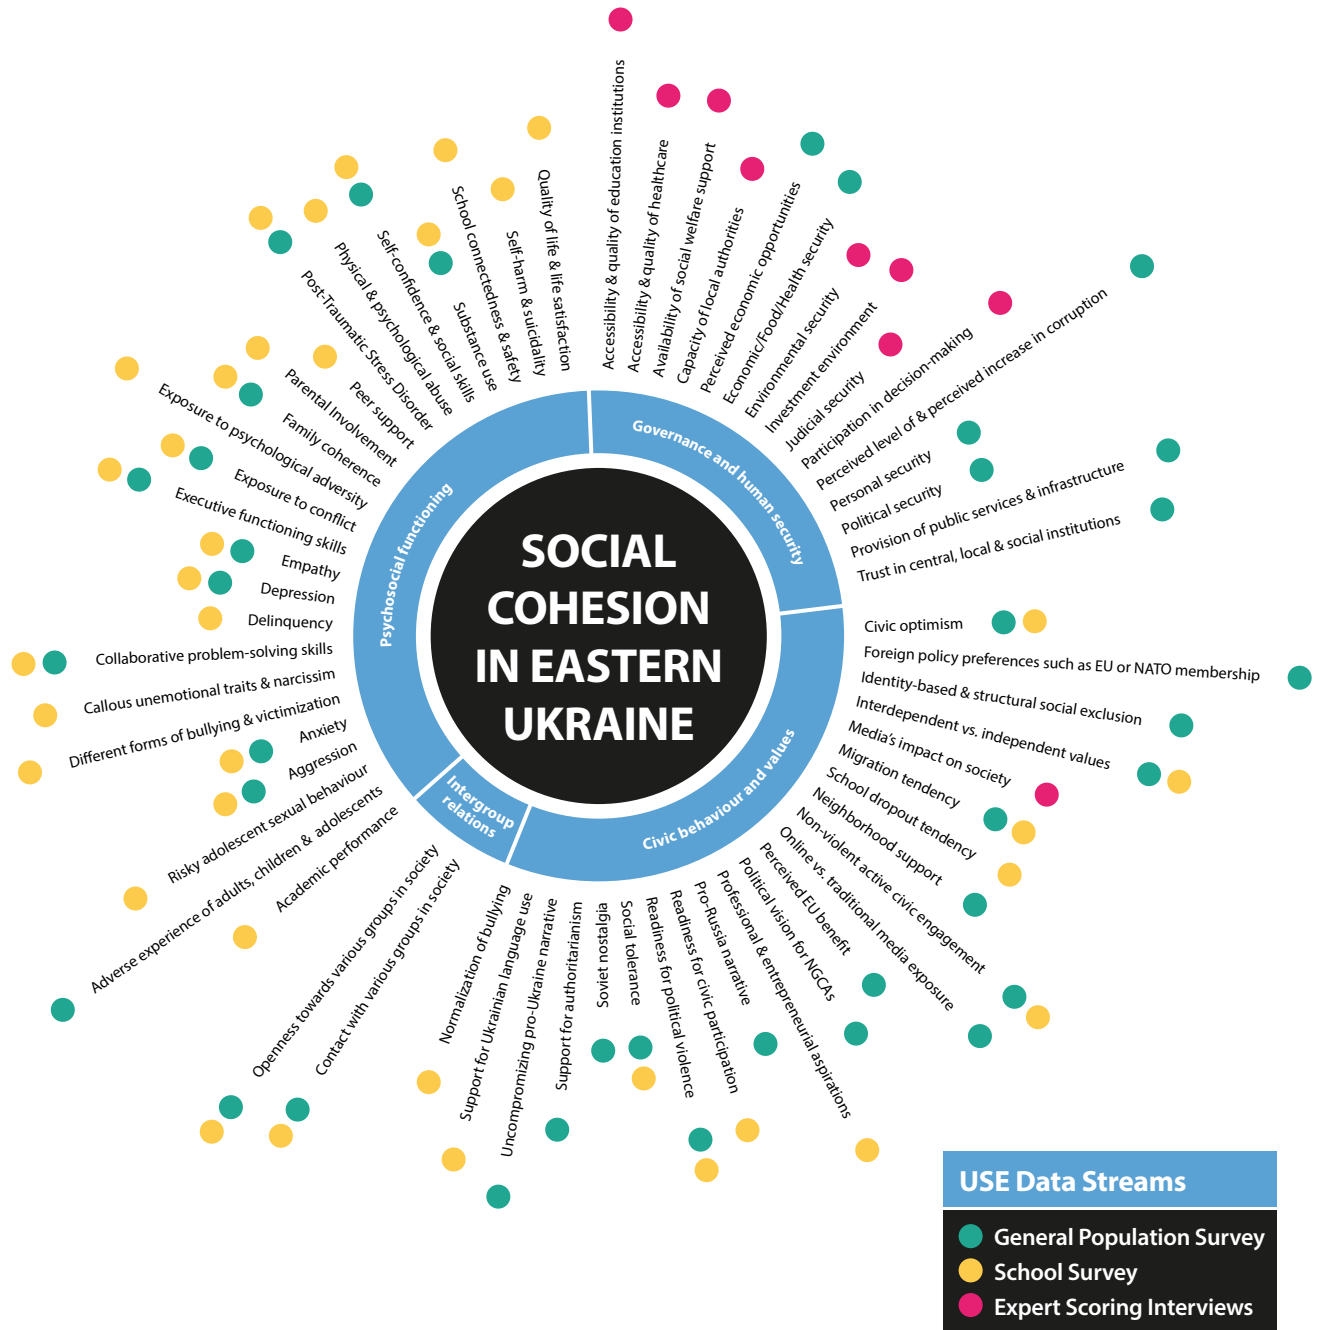 SOCIAL
COHESION
IN EASTERN
UKRAINE
Governance and human security
Accessibility & quality of education institutions
Accessibility & quality of healthcare
Availability of social welfare support
Capacity of local authorities
Perceived economic opportunities
Economic/Food/Health security
Environmental security
Investment environment
Judicial security
Participation in decision-making
Perceived level of & perceived increase in corruption
Personal security
Political security
Provision of public services & infrastructure
Trust in central, local & social institutions
Civic behaviour and values
Civic optimism
Foreign policy preferences such as EU or NATO membership
Identity-based & structural social exclusion
Interdependent vs. independent values
Media's impact on society
Migration tendency
School dropout tendency
Neighborhood support
Non-violent active civic engagement
Online vs. traditional media exposure
Perceived EU benefit
Political vision for NGCAs
Professional & entrepreneurial aspirations
Pro-Russia narrative
Readiness for civic participation
Readiness for political violence
Social tolerance
Soviet nostalgia
Support for authoritarianism
Uncompromizing pro-Ukraine narrative
Support for Ukrainian language use
Normalization of bullying
Intergroup
relations
Contact with various groups in society
Openness towards various groups in society
Psychosocial functioning
Academic performance
Adverse experience of adults, children & adolescents
Risky adolescent sexual behaviour
Aggression
Anxiety
Different forms of bullying & victimization
Callous unemotional traits & narcissim
Collaborative problem-solving skills
Delinquency
Depression
Empathy
Executive functioning skills
Exposure to conflict
Exposure to psychological adversity
Family coherence
Parental Involvement
Peer support
Post-Traumatic Stress Disorder
Physical & psychological abuse
Self-confidence & social skills
Substance use
School connectedness & safety
Self-harm & suicidality
Quality of life & life satisfaction
USE Data Streams
General Population Survey
School Survey
Expert Scoring Interviews